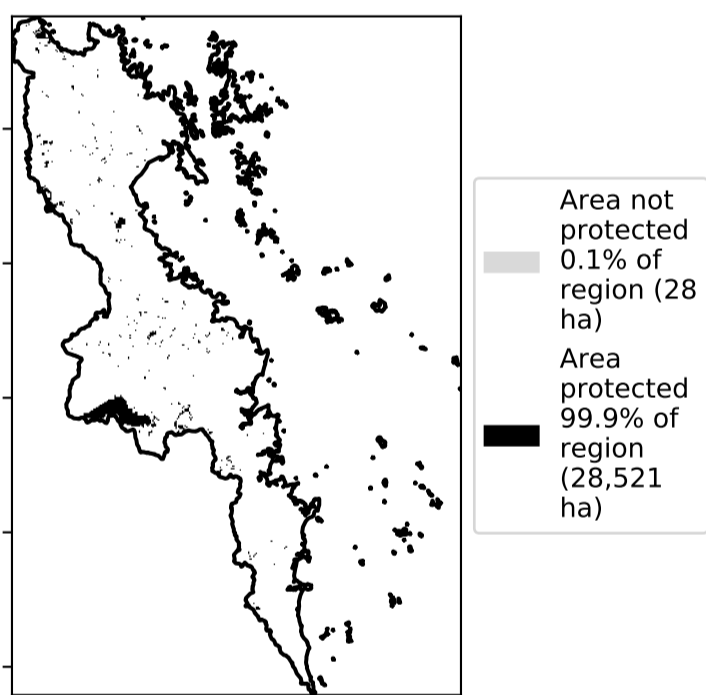 Area not
protected
0.1% of
region (28
ha)
Area
protected
99.9% of
region
(28,521
ha)